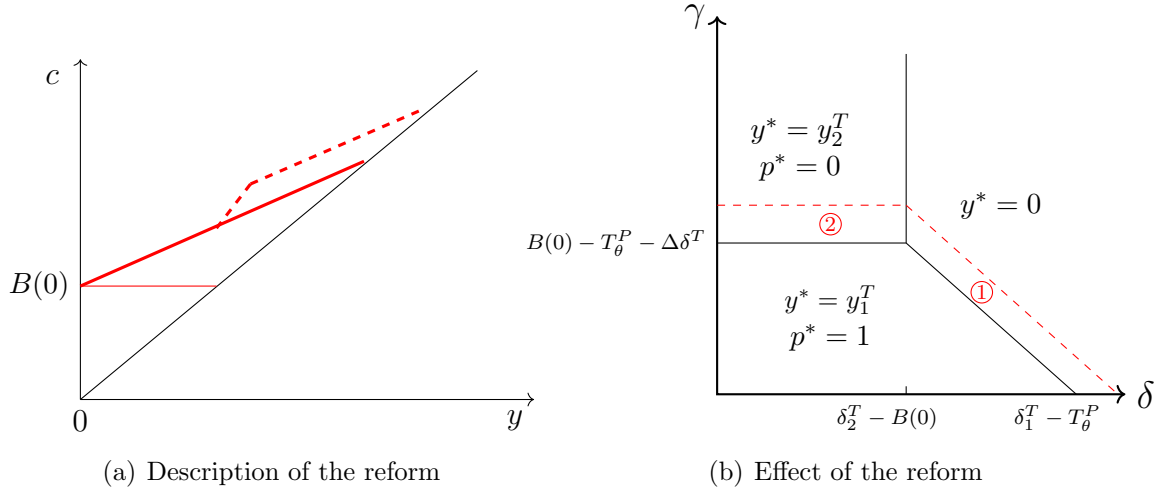 c
B(0)
0
y
(a) Description of the reform
γ
y* = y_2^T
p* = 0
y* = 0
②
B(0) − T_θ^P − Δδ^T
①
y* = y_1^T
p* = 1
δ
δ_2^T − B(0)
δ_1^T − T_θ^P
(b) Effect of the reform